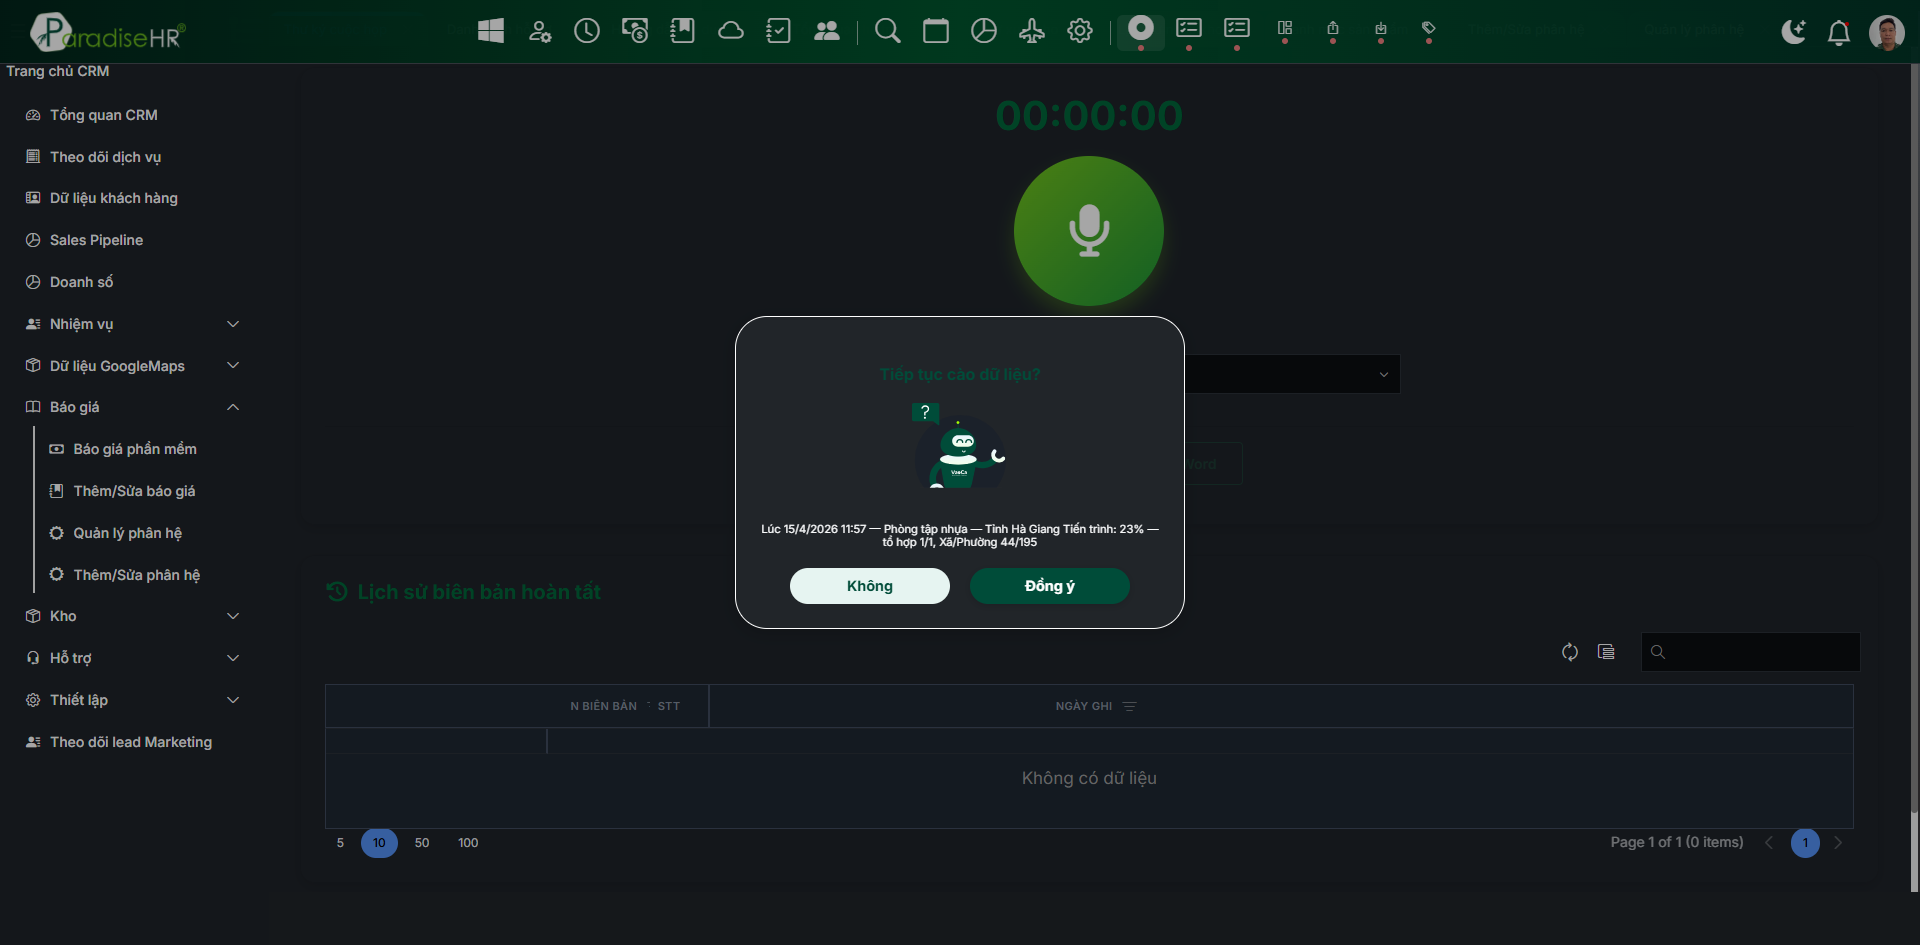 ParadiseHR®
Trang chủ CRM
Tổng quan CRM
Theo dõi dịch vụ
Dữ liệu khách hàng
Sales Pipeline
Doanh số
Nhiệm vụ
Dữ liệu GoogleMaps
Báo giá
Báo giá phần mềm
Thêm/Sửa báo giá
Quản lý phân hệ
Thêm/Sửa phân hệ
Kho
Hỗ trợ
Thiết lập
Theo dõi lead Marketing
00:00:00
Tiếp tục cào dữ liệu?
?
VaoCa
Lúc 15/4/2026 11:57 — Phòng tập nhựa — Tỉnh Hà Giang Tiến trình: 23% —
tổ hợp 1/1, Xã/Phường 44/195
Không
Đồng ý
Word
Lịch sử biên bản hoàn tất
N BIÊN BẢN
STT
NGÀY GHI
Không có dữ liệu
5
10
50
100
Page 1 of 1 (0 items)
1